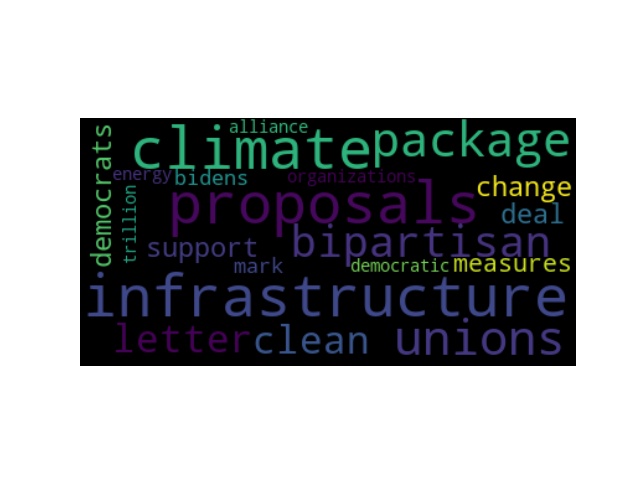 alliance
climate package
democrats
energy bidens organizations
trillion
proposals change
deal
support bipartisan
mark democratic measures
infrastructure
letter clean unions